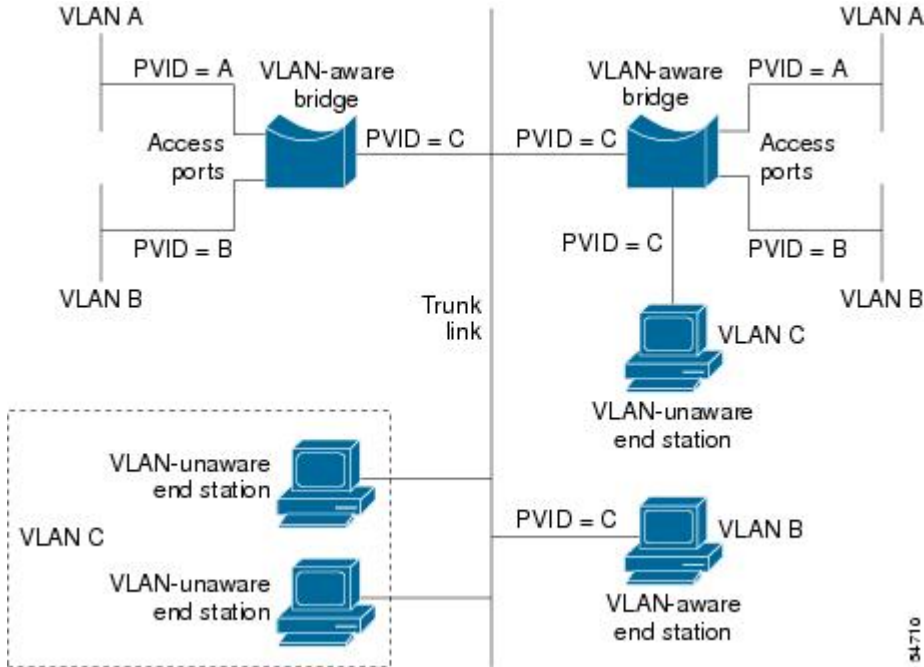 VLAN A
PVID = A
VLAN-aware
bridge
Access
ports
PVID = C
PVID = B
VLAN B
VLAN A
VLAN-aware
bridge
PVID = A
PVID = C
Access
ports
PVID = C
PVID = B
VLAN B
Trunk
link
VLAN C
VLAN-unaware
end station
VLAN-unaware
end station
VLAN C
VLAN-unaware
end station
PVID = C
VLAN B
VLAN-aware
end station
54710